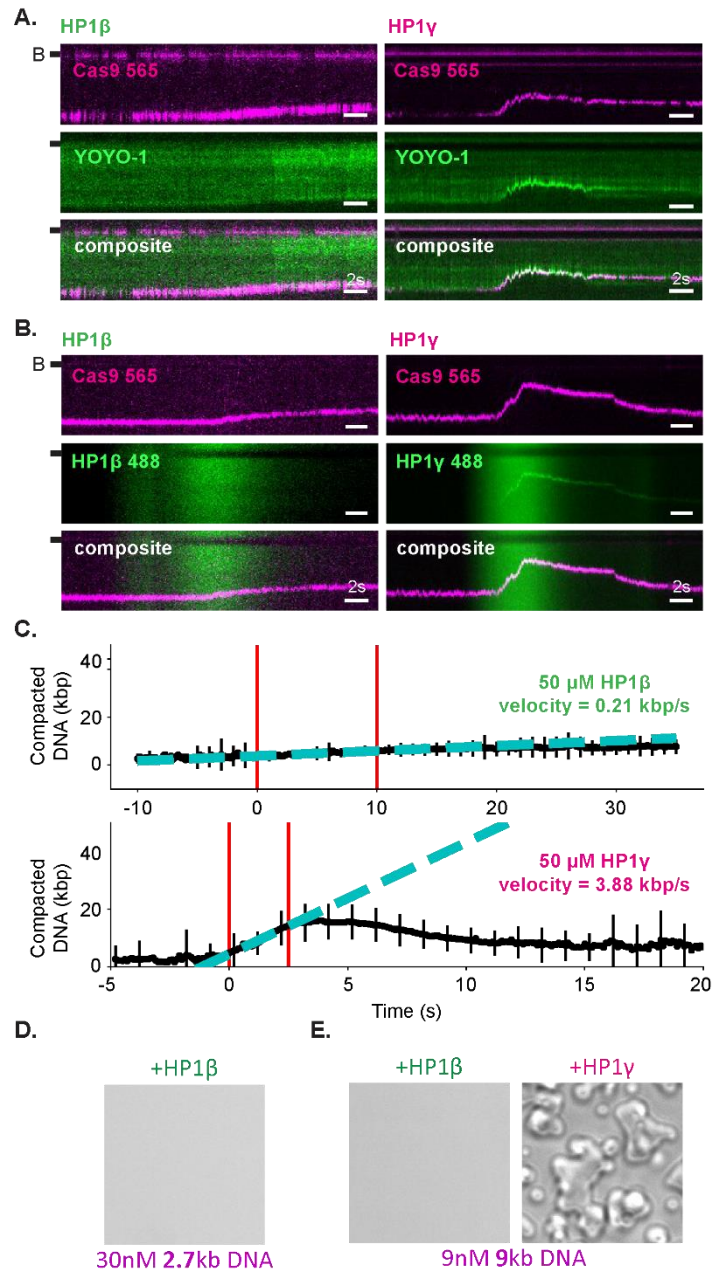 A.
HP1β
HP1γ
B
Cas9 565
Cas9 565
YOYO-1
YOYO-1
composite
2s
composite
2s
B.
HP1β
HP1γ
B
Cas9 565
Cas9 565
HP1β 488
HP1γ 488
composite
2s
composite
2s
C.
Compacted
DNA (kbp)
40
20
0
50 µM HP1β
velocity = 0.21 kbp/s
-10
0
10
20
30
Compacted
DNA (kbp)
40
20
0
50 µM HP1γ
velocity = 3.88 kbp/s
-5
0
5
10
15
20
Time (s)
D.
+HP1β
30nM 2.7kb DNA
E.
+HP1β
+HP1γ
9nM 9kb DNA